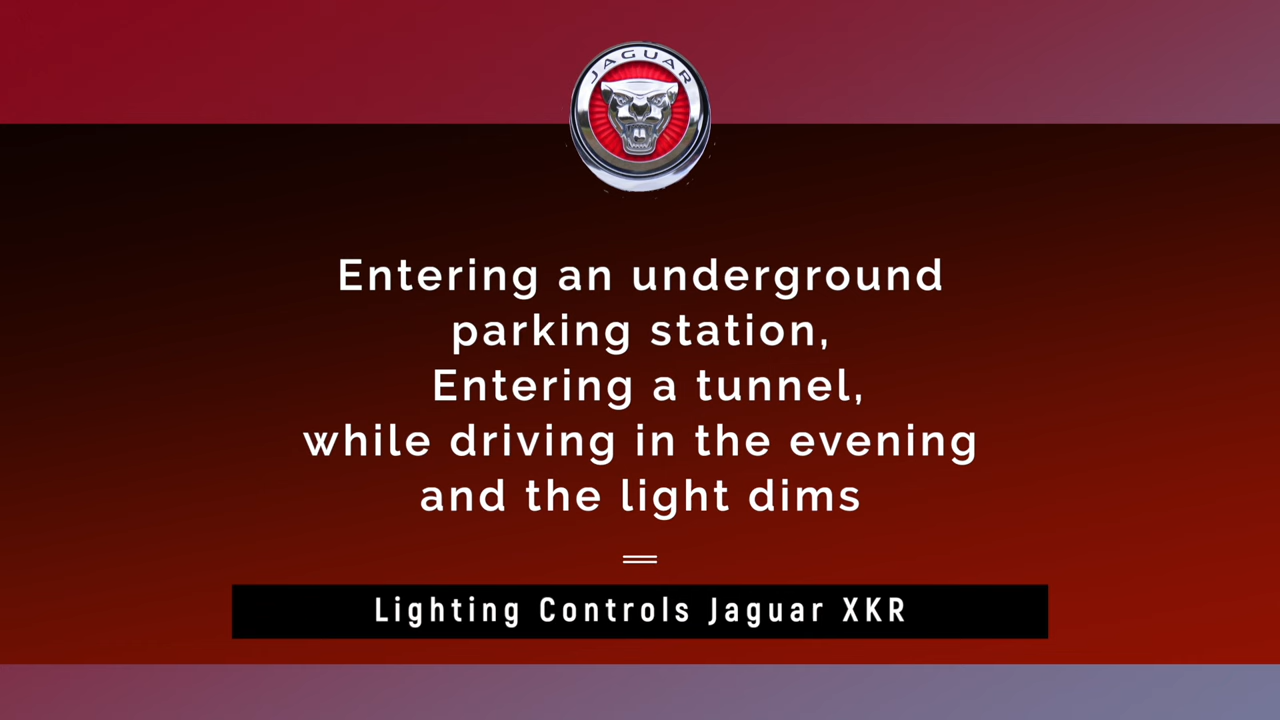 JAGUAR
Entering an underground
parking station,
Entering a tunnel,
while driving in the evening
and the light dims
Lighting Controls Jaguar XKR